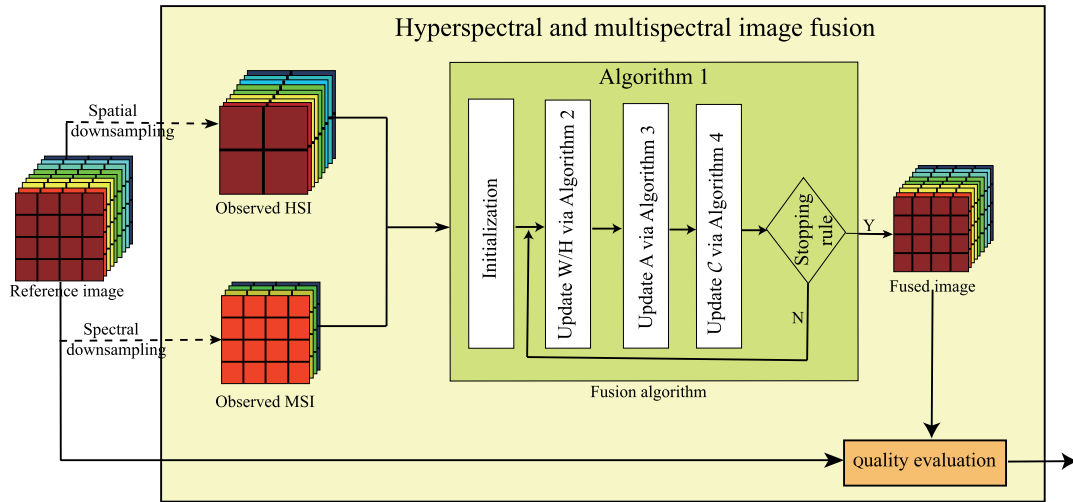 Hyperspectral and multispectral image fusion
Spatial
downsampling
Reference image
Spectral
downsampling
Observed HSI
Observed MSI
Algorithm 1
Initialization
Update W/H via Algorithm 2
Update A via Algorithm 3
Update C via Algorithm 4
Stopping
rule
Y
N
Fusion algorithm
Fused image
Quality evaluation